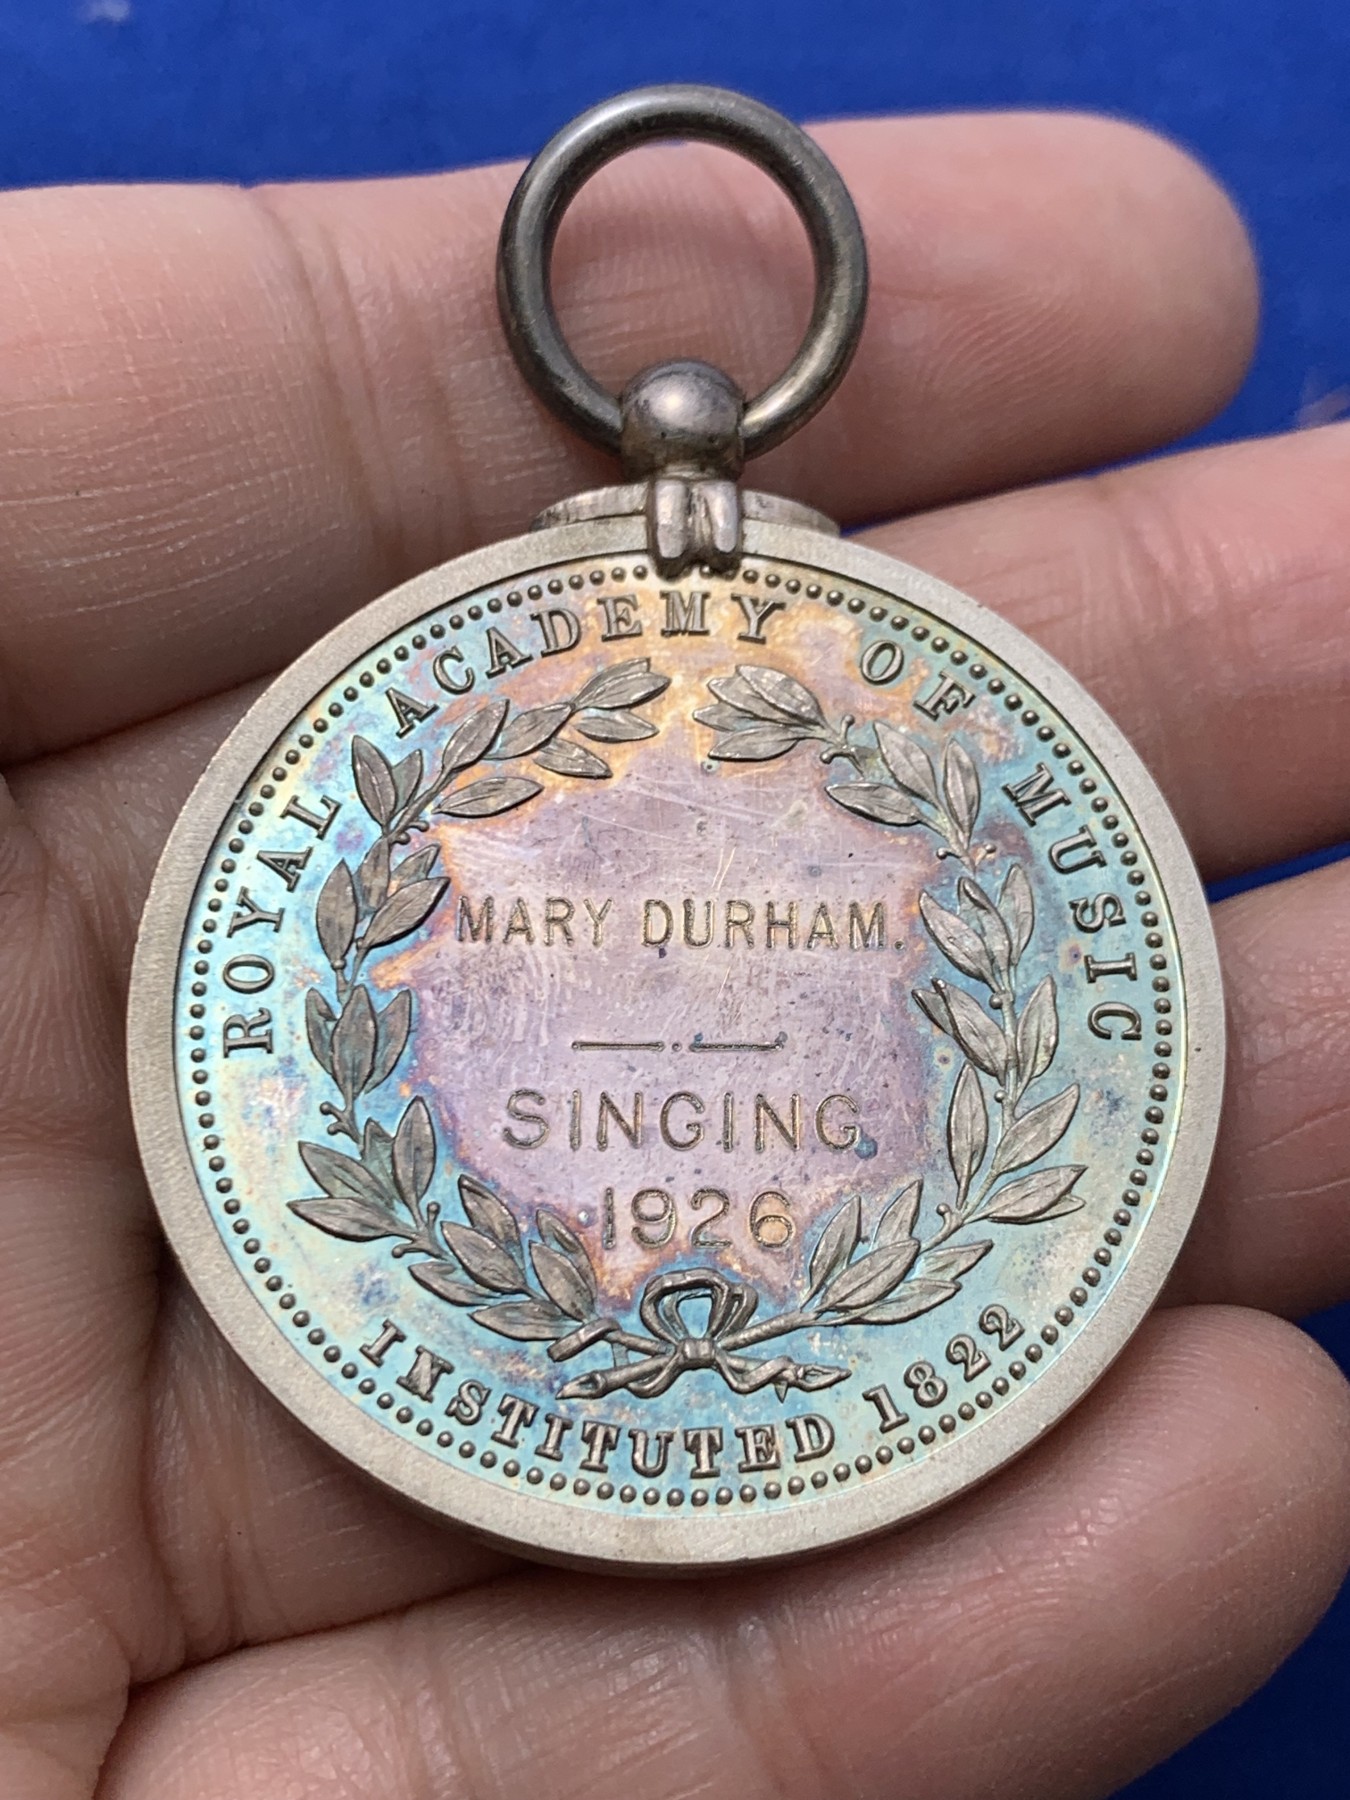 ROYAL ACADEMY OF MUSIC
MARY DURHAM.
SINGING
1926
INSTITUTED 1822